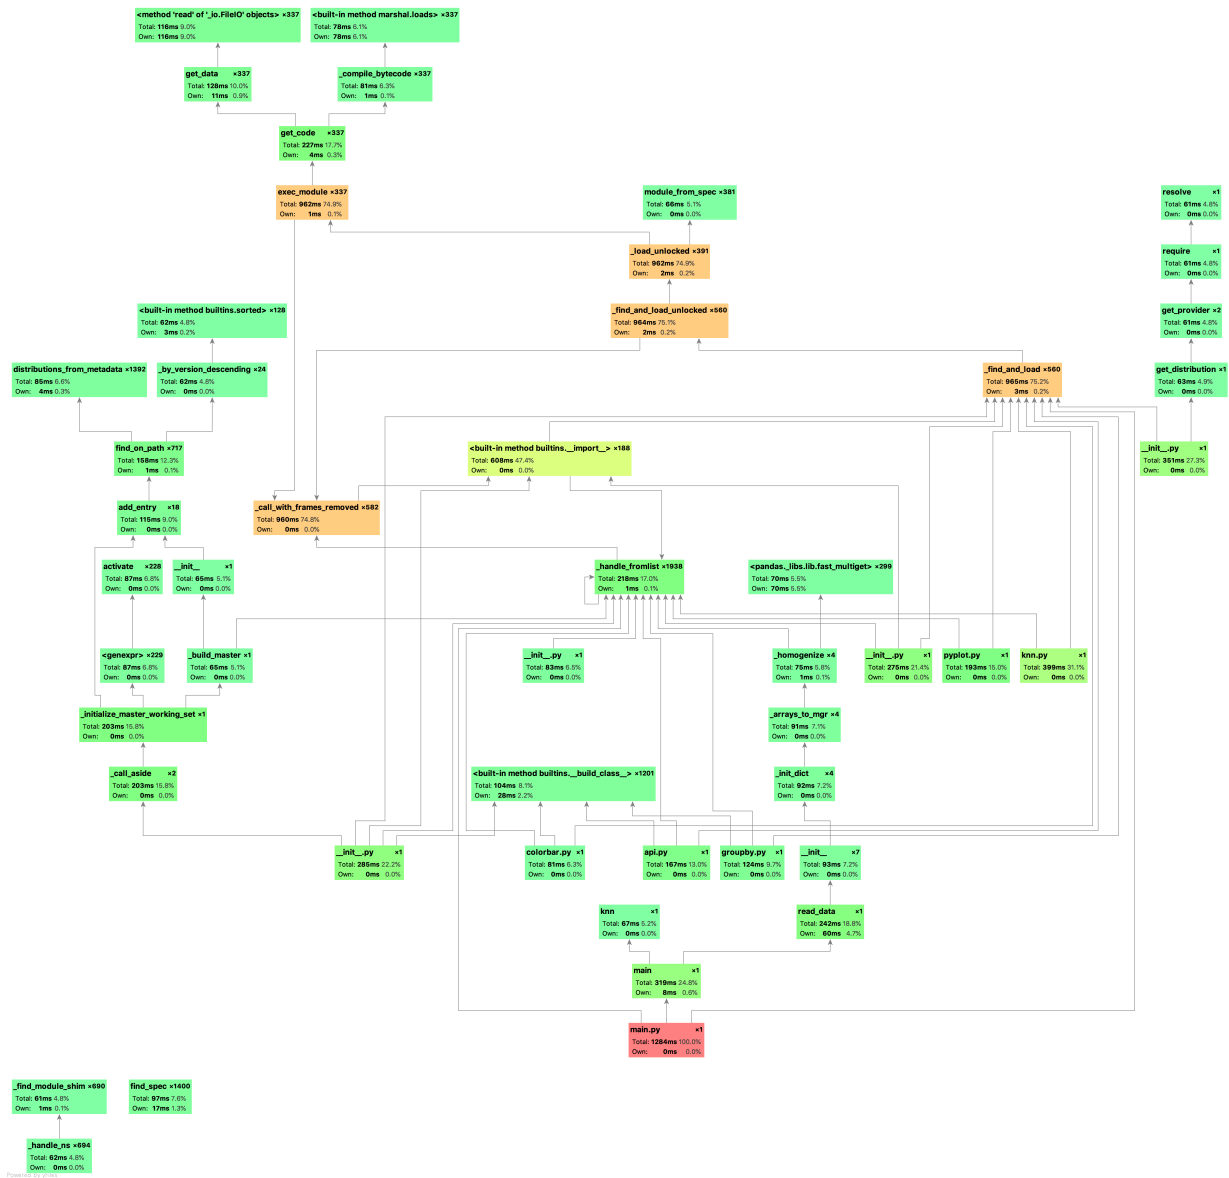 <method 'read' of '_io.FileIO' objects> ×337
Total: 116ms 9.0%
Own: 116ms 9.0%
<built-in method marshal.loads> ×337
Total: 78ms 6.1%
Own: 78ms 6.1%
get_data ×337
Total: 128ms 10.0%
Own: 11ms 0.9%
_compile_bytecode ×337
Total: 81ms 6.3%
Own: 1ms 0.1%
get_code ×337
Total: 227ms 17.7%
Own: 4ms 0.3%
exec_module ×337
Total: 962ms 74.9%
Own: 1ms 0.1%
module_from_spec ×381
Total: 66ms 5.1%
Own: 0ms 0.0%
resolve ×1
Total: 61ms 4.8%
Own: 0ms 0.0%
_load_unlocked ×391
Total: 962ms 74.9%
Own: 2ms 0.2%
require ×1
Total: 61ms 4.8%
Own: 0ms 0.0%
<built-in method builtins.sorted> ×128
Total: 62ms 4.8%
Own: 3ms 0.2%
_find_and_load_unlocked ×560
Total: 964ms 75.1%
Own: 2ms 0.2%
get_provider ×2
Total: 61ms 4.8%
Own: 0ms 0.0%
distributions_from_metadata ×1392
Total: 85ms 6.6%
Own: 4ms 0.3%
_by_version_descending ×24
Total: 62ms 4.8%
Own: 0ms 0.0%
_find_and_load ×560
Total: 965ms 75.2%
Own: 3ms 0.2%
get_distribution ×1
Total: 63ms 4.9%
Own: 0ms 0.0%
find_on_path ×717
Total: 158ms 12.3%
Own: 1ms 0.1%
<built-in method builtins.__import__> ×188
Total: 608ms 47.4%
Own: 0ms 0.0%
__init__.py ×1
Total: 351ms 27.3%
Own: 0ms 0.0%
add_entry ×18
Total: 115ms 9.0%
Own: 0ms 0.0%
_call_with_frames_removed ×582
Total: 960ms 74.8%
Own: 0ms 0.0%
activate ×228
Total: 87ms 6.8%
Own: 0ms 0.0%
__init__ ×1
Total: 65ms 5.1%
Own: 0ms 0.0%
_handle_fromlist ×1938
Total: 218ms 17.0%
Own: 1ms 0.1%
<pandas._libs.lib.fast_multiget> ×299
Total: 70ms 5.5%
Own: 70ms 5.5%
<genexpr> ×229
Total: 87ms 6.8%
Own: 0ms 0.0%
_build_master ×1
Total: 65ms 5.1%
Own: 0ms 0.0%
__init__.py ×1
Total: 83ms 6.5%
Own: 0ms 0.0%
_homogenize ×4
Total: 75ms 5.8%
Own: 1ms 0.1%
__init__.py ×1
Total: 275ms 21.4%
Own: 0ms 0.0%
pyplot.py ×1
Total: 193ms 15.0%
Own: 0ms 0.0%
knn.py ×1
Total: 399ms 31.1%
Own: 0ms 0.0%
_initialize_master_working_set ×1
Total: 203ms 15.8%
Own: 0ms 0.0%
_arrays_to_mgr ×4
Total: 91ms 7.1%
Own: 0ms 0.0%
_call_aside ×2
Total: 203ms 15.8%
Own: 0ms 0.0%
<built-in method builtins.__build_class__> ×1201
Total: 104ms 8.1%
Own: 28ms 2.2%
_init_dict ×4
Total: 92ms 7.2%
Own: 0ms 0.0%
__init__.py ×1
Total: 285ms 22.2%
Own: 0ms 0.0%
colorbar.py ×1
Total: 81ms 6.3%
Own: 0ms 0.0%
api.py ×1
Total: 167ms 13.0%
Own: 0ms 0.0%
groupby.py ×1
Total: 124ms 9.7%
Own: 0ms 0.0%
__init__ ×7
Total: 93ms 7.2%
Own: 0ms 0.0%
knn ×1
Total: 67ms 5.2%
Own: 0ms 0.0%
read_data ×1
Total: 242ms 18.8%
Own: 60ms 4.7%
main ×1
Total: 319ms 24.8%
Own: 8ms 0.6%
main.py ×1
Total: 1284ms 100.0%
Own: 0ms 0.0%
_find_module_shim ×690
Total: 61ms 4.8%
Own: 1ms 0.1%
find_spec ×1400
Total: 97ms 7.6%
Own: 17ms 1.3%
_handle_ns ×694
Total: 62ms 4.8%
Own: 0ms 0.0%
Powered by yFiles